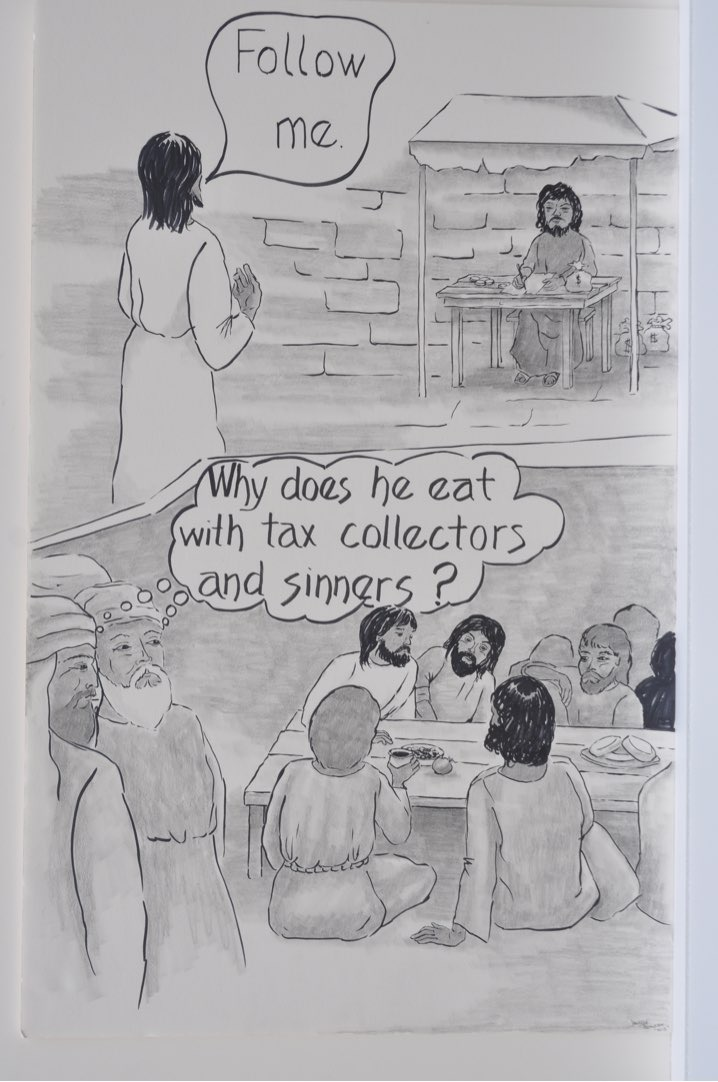 Follow
me.
Why does he eat
with tax collectors
and sinners?